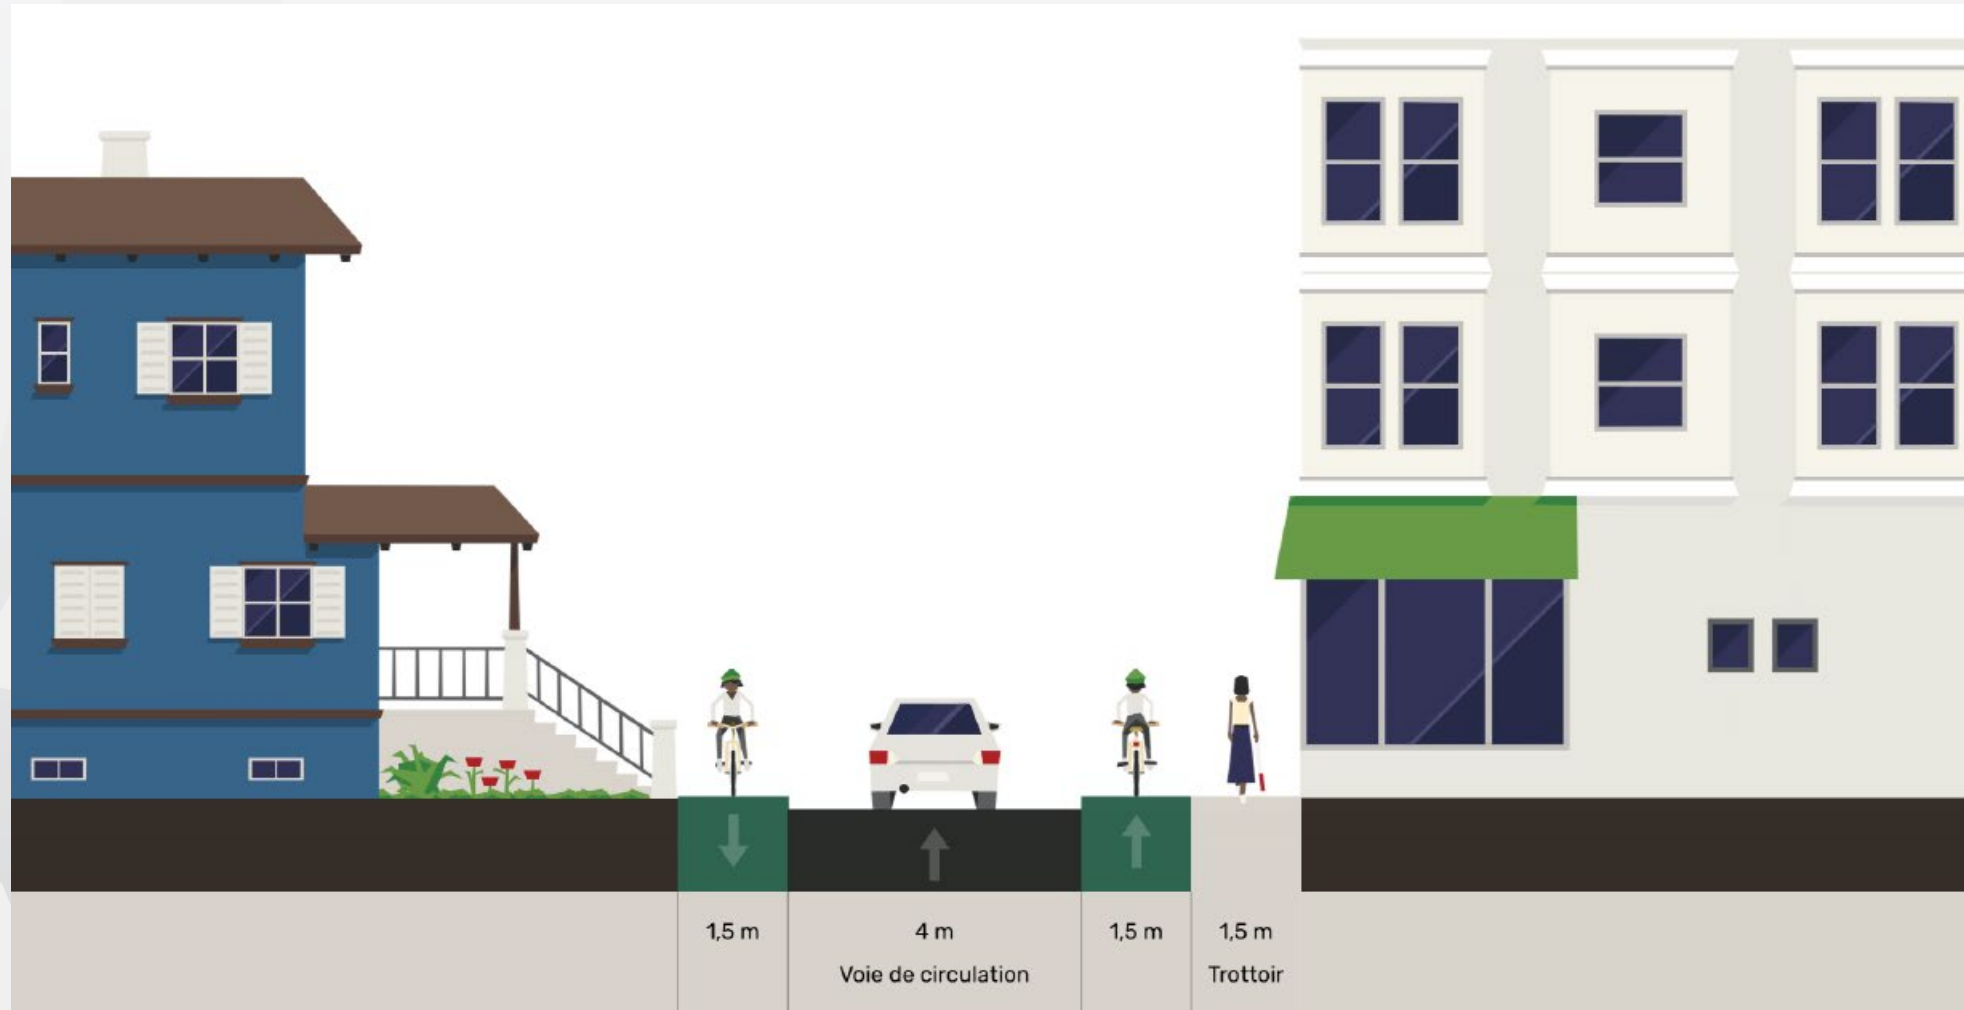 1,5 m
4 m
Voie de circulation
1,5 m
1,5 m
Trottoir